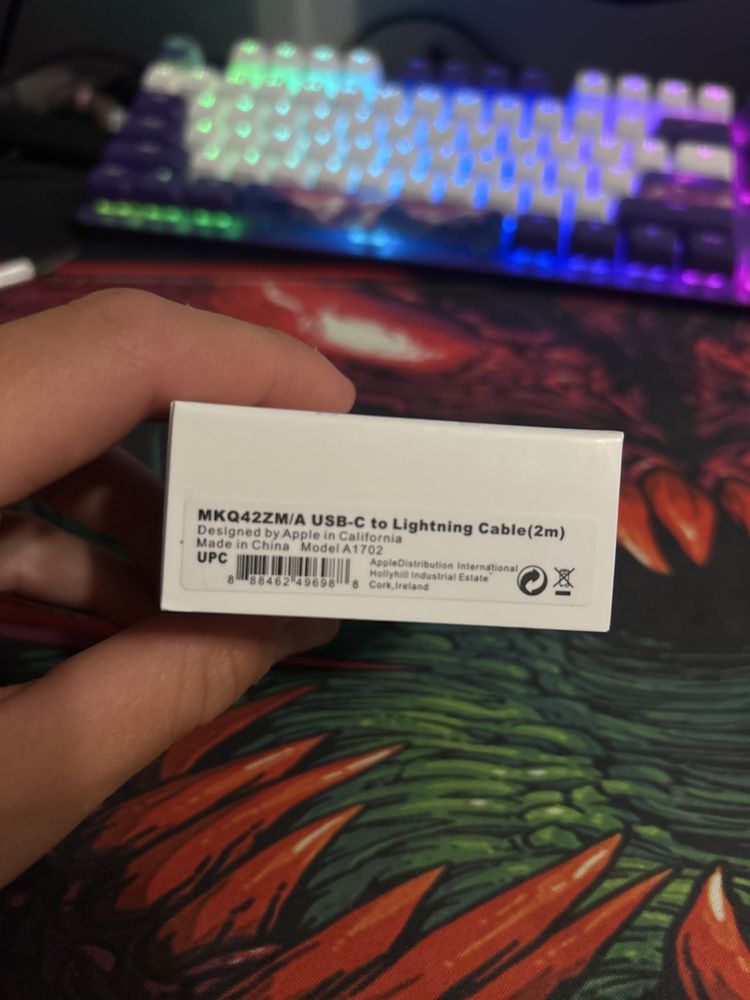 MKQ42ZM/A USB-C to Lightning Cable(2m)
Designed by Apple in California
Made in China Model A1702
UPC
8 88462 49698 8
AppleDistribution International
Hollyhill Industrial Estate
Cork,Ireland